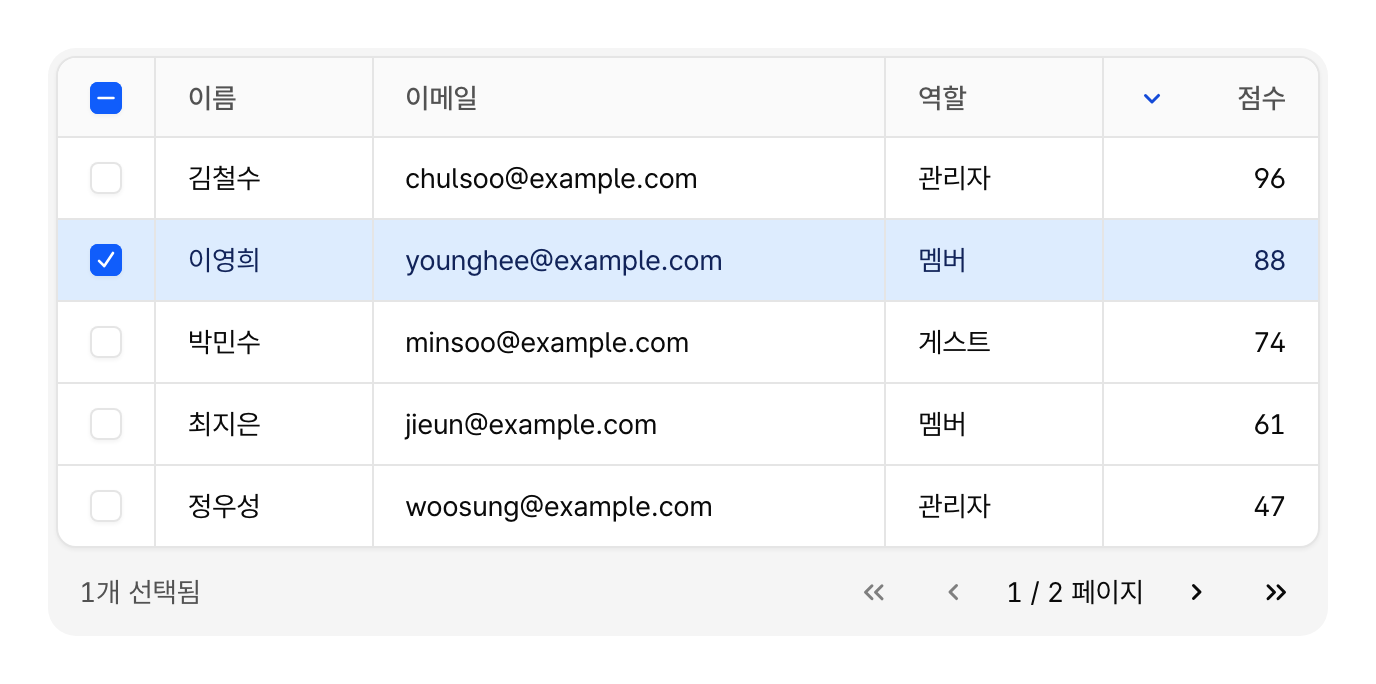 이름 이메일 역할 점수
김철수 chulsoo@example.com 관리자 96
이영희 younghee@example.com 멤버 88
박민수 minsoo@example.com 게스트 74
최지은 jieun@example.com 멤버 61
정우성 woosung@example.com 관리자 47
1개 선택됨 1 / 2 페이지